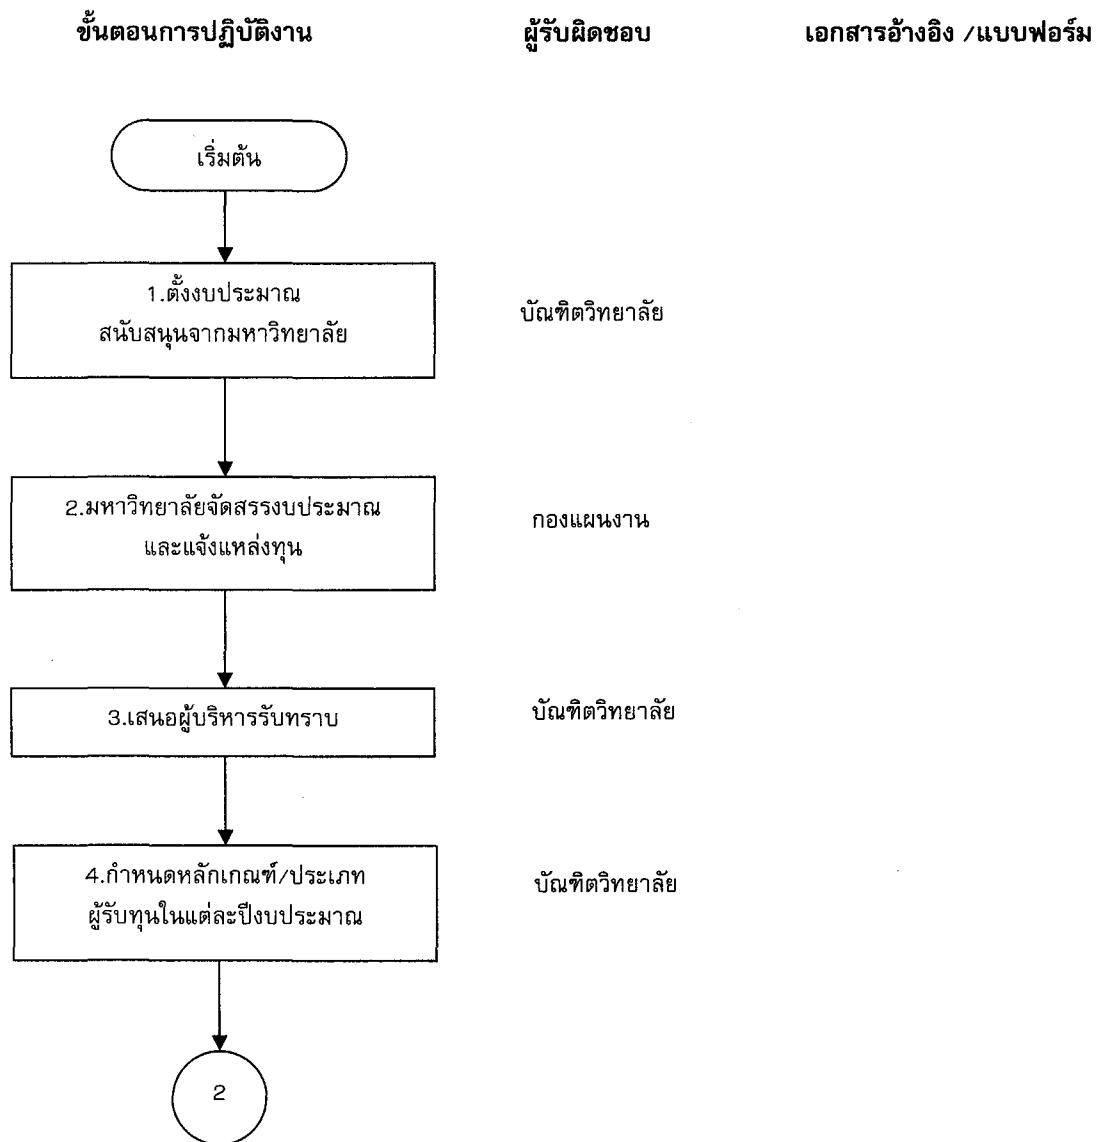 ขั้นตอนการปฏิบัติงาน ผู้รับผิดชอบ เอกสารอ้างอิง /แบบฟอร์ม
เริ่มต้น
1.ตั้งงบประมาณ
สนับสนุนจากมหาวิทยาลัย
บัณฑิตวิทยาลัย
2.มหาวิทยาลัยจัดสรรงบประมาณ
และแจ้งแหล่งทุน
กองแผนงาน
3.เสนอผู้บริหารรับทราบ
บัณฑิตวิทยาลัย
4.กำหนดหลักเกณฑ์/ประเภท
ผู้รับทุนในแต่ละปีงบประมาณ
บัณฑิตวิทยาลัย
2